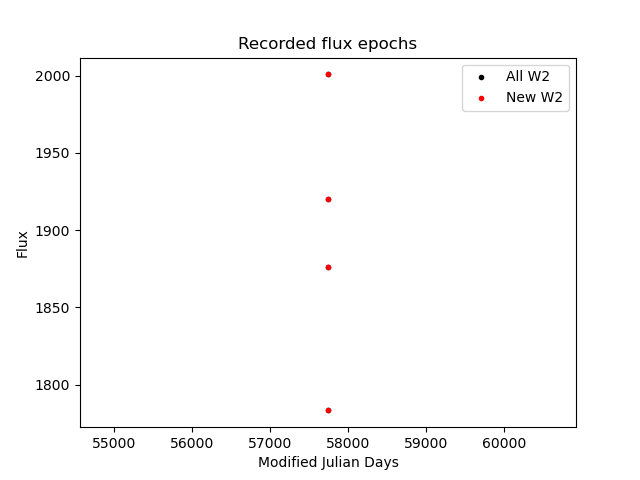 Recorded flux epochs
All W2
New W2
2000
1950
1900
1850
1800
Flux
55000 56000 57000 58000 59000 60000
Modified Julian Days